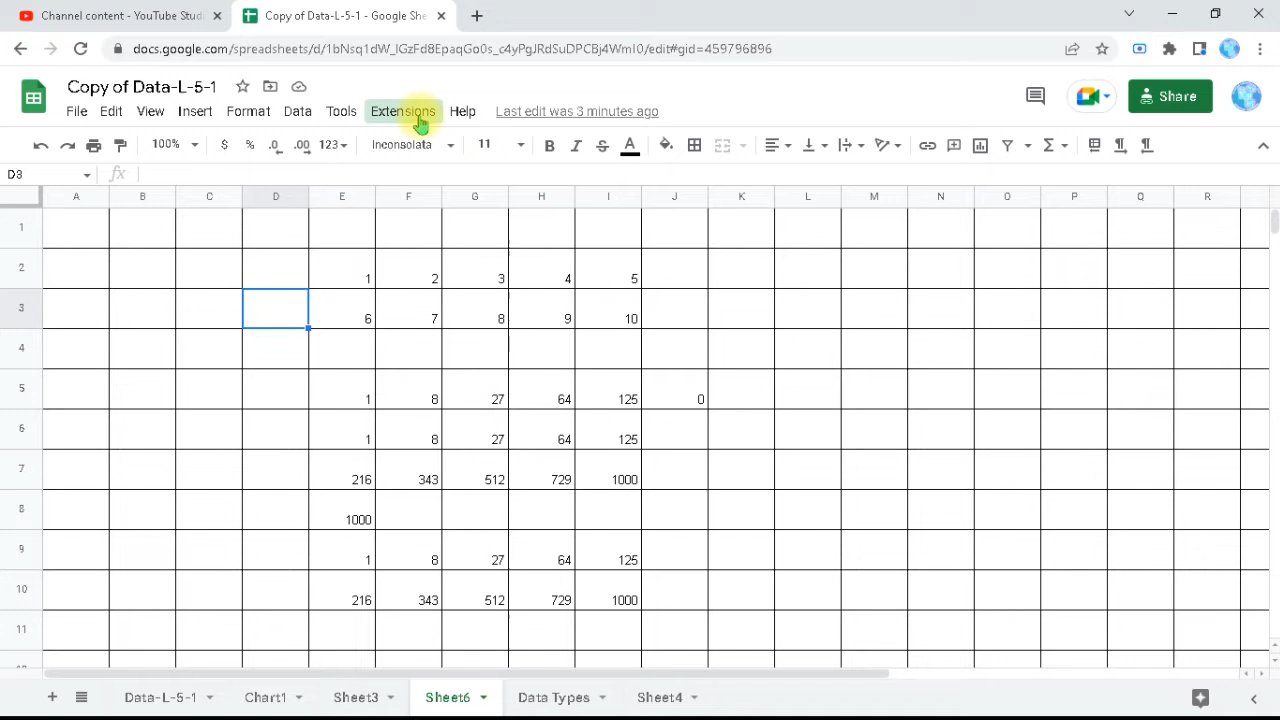 Channel content - YouTube Stud
Copy of Data-L-5-1 - Google She
docs.google.com/spreadsheets/d/1bNsq1dW_lGzFd8EpaqGo0s_c4yPgJRdSuDPCBj4WmI0/edit#gid=459796896
Copy of Data-L-5-1
File Edit View Insert Format Data Tools Extensions Help Last edit was 3 minutes ago
Share
100% $ % .0 .00 123 Inconsolata 11 B I S A
D3 fx
A B C D E F G H I J K L M N O P Q R
1
2 1 2 3 4 5
3 6 7 8 9 10
4
5 1 8 27 64 125 0
6 1 8 27 64 125
7 216 343 512 729 1000
8 1000
9 1 8 27 64 125
10 216 343 512 729 1000
11
Data-L-5-1 Chart1 Sheet3 Sheet6 Data Types Sheet4